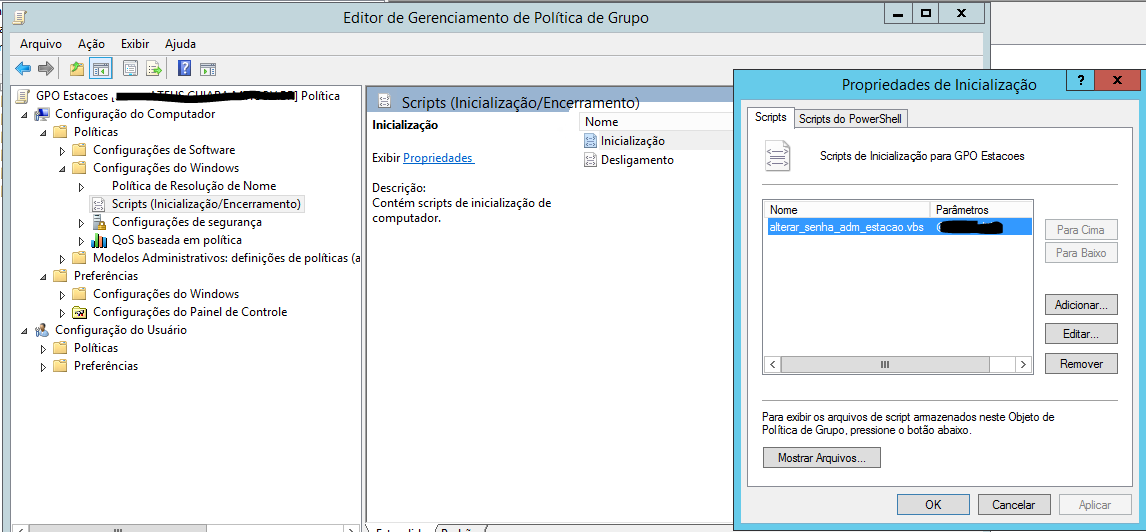 Editor de Gerenciamento de Política de Grupo
Arquivo Ação Exibir Ajuda
GPO Estacoes [ ] Política
Configuração do Computador
Políticas
Configurações de Software
Configurações do Windows
Política de Resolução de Nome
Scripts (Inicialização/Encerramento)
Configurações de segurança
QoS baseada em política
Modelos Administrativos: definições de políticas (a
Preferências
Configurações do Windows
Configurações do Painel de Controle
Configuração do Usuário
Políticas
Preferências
Scripts (Inicialização/Encerramento)
Inicialização
Exibir Propriedades
Descrição:
Contém scripts de inicialização de
computador.
Nome
Inicialização
Desligamento
Propriedades de Inicialização
? X
Scripts Scripts do PowerShell
Scripts de Inicialização para GPO Estacoes
Nome Parâmetros
alterar_senha_adm_estacao.vbs
Para Cima
Para Baixo
Adicionar...
Editar...
Remover
Para exibir os arquivos de script armazenados neste Objeto de
Política de Grupo, pressione o botão abaixo.
Mostrar Arquivos...
OK Cancelar Aplicar